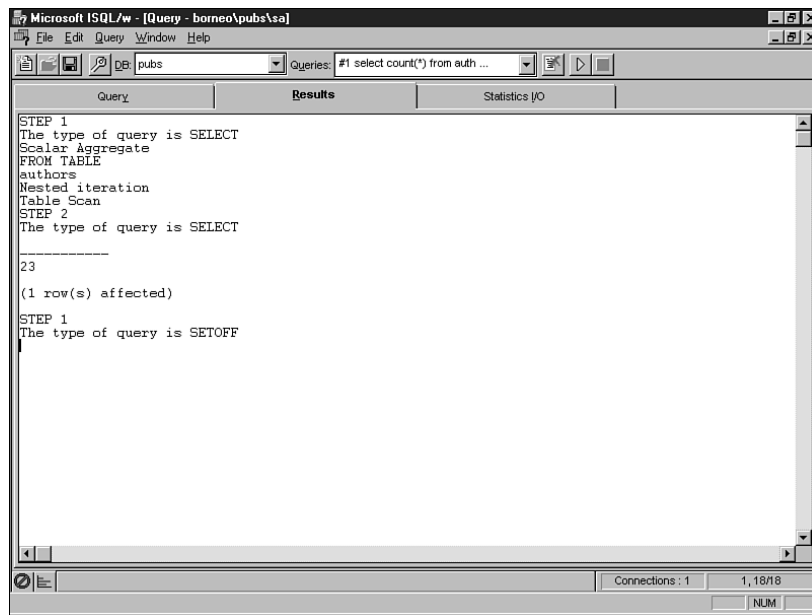 Microsoft ISQL/w - [Query - borneo\pubs\sa]
File Edit Query Window Help
DB: pubs Queries: #1 select count(*) from auth ...
Query Results Statistics I/O
STEP 1
The type of query is SELECT
Scalar Aggregate
FROM TABLE
authors
Nested iteration
Table Scan
STEP 2
The type of query is SELECT
-----------
23
(1 row(s) affected)
STEP 1
The type of query is SETOFF
Connections : 1 1, 18/18
NUM